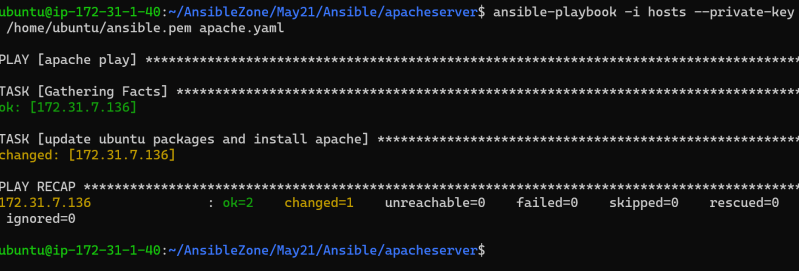 ubuntu@ip-172-31-1-40:~/AnsibleZone/May21/Ansible/apacheserver$ ansible-playbook -i hosts --private-key
/home/ubuntu/ansible.pem apache.yaml
PLAY [apache play] *************************************************************************************
TASK [Gathering Facts] *********************************************************************************
ok: [172.31.7.136]
TASK [update ubuntu packages and install apache] *******************************************************
changed: [172.31.7.136]
PLAY RECAP *********************************************************************************************
172.31.7.136 : ok=2 changed=1 unreachable=0 failed=0 skipped=0 rescued=0
ignored=0
ubuntu@ip-172-31-1-40:~/AnsibleZone/May21/Ansible/apacheserver$